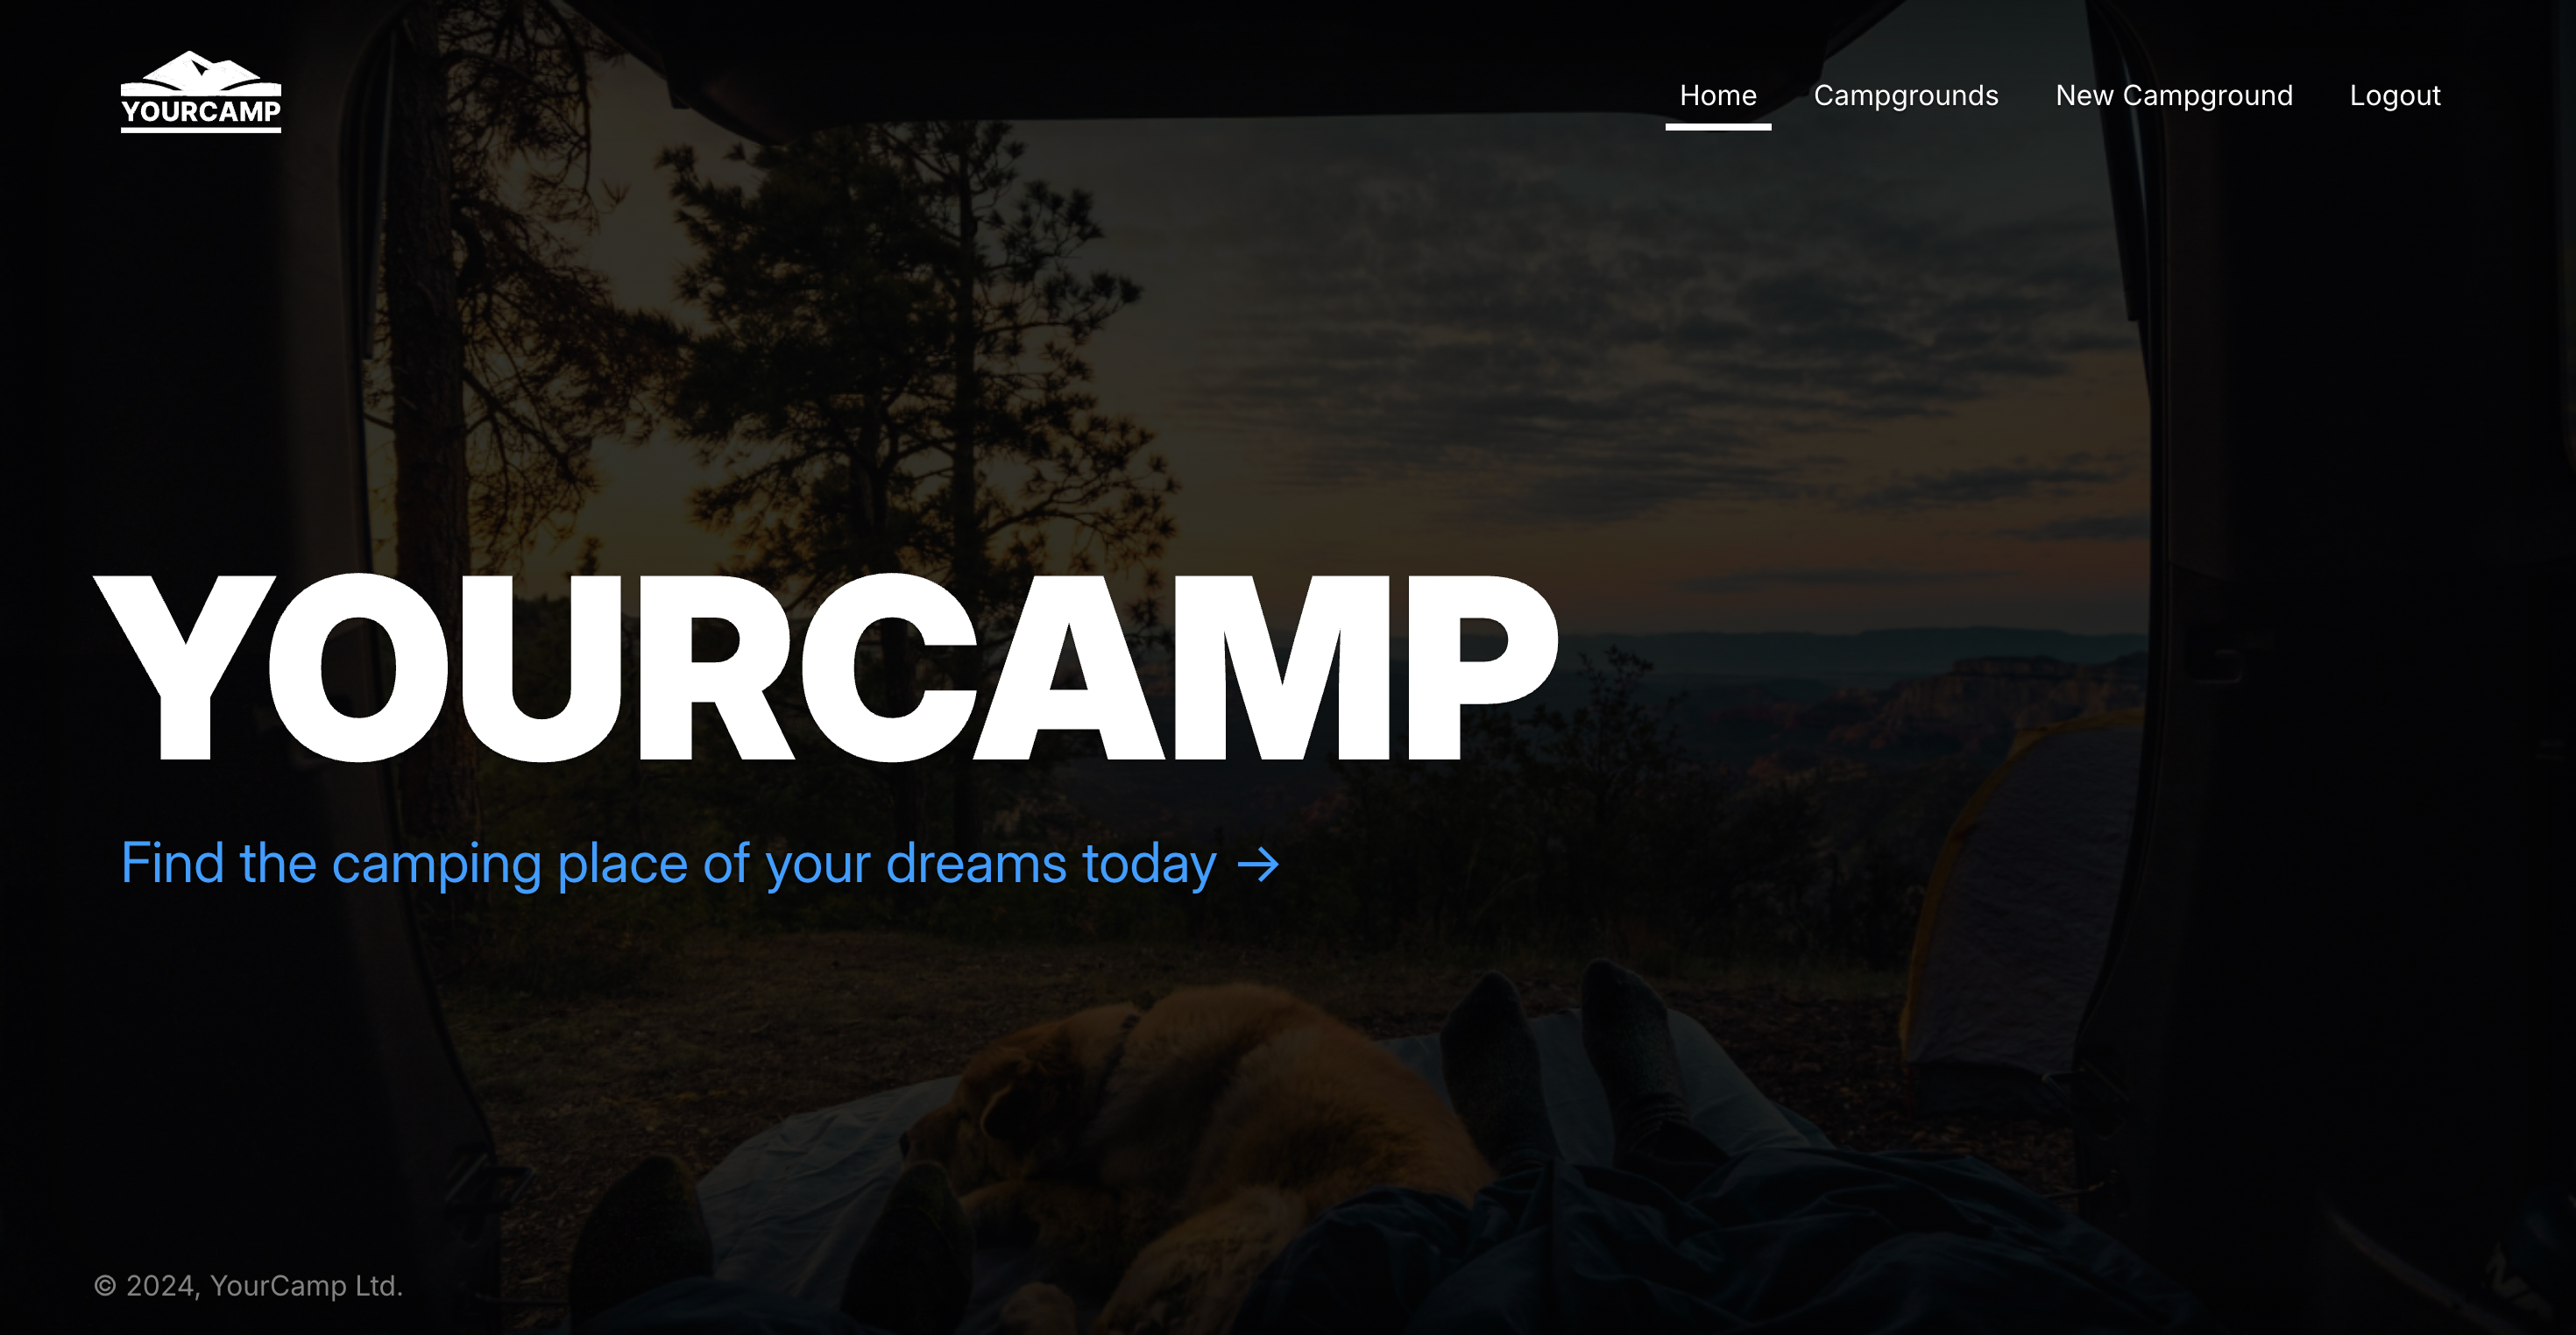 YOURCAMP
Home Campgrounds New Campground Logout
YOURCAMP
Find the camping place of your dreams today →
© 2024, YourCamp Ltd.